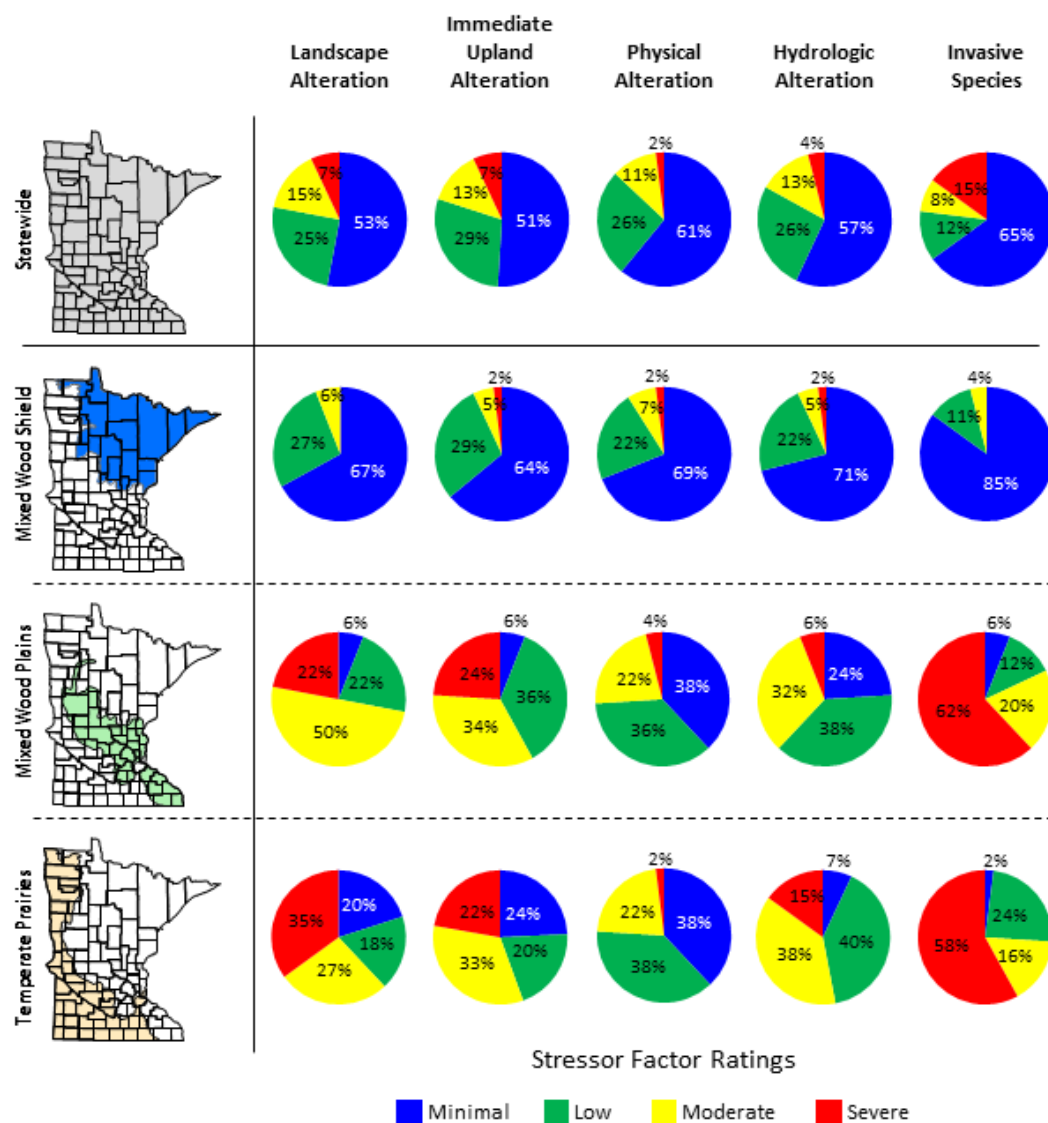 Immediate
Landscape Upland Physical Hydrologic Invasive
Alteration Alteration Alteration Alteration Species
Statewide
7% 15% 25% 53%
7% 13% 29% 51%
2% 11% 26% 61%
4% 13% 26% 57%
15% 8% 12% 65%
Mixed Wood Shield
6% 27% 67%
2% 5% 29% 64%
2% 7% 22% 69%
2% 5% 22% 71%
4% 11% 85%
Mixed Wood Plains
6% 22% 22% 50%
6% 24% 36% 34%
4% 22% 38% 36%
6% 24% 32% 38%
6% 12% 20% 62%
Temperate Prairies
20% 35% 18% 27%
22% 24% 20% 33%
2% 22% 38% 38%
7% 15% 40% 38%
2% 24% 58% 16%
Stressor Factor Ratings
Minimal Low Moderate Severe